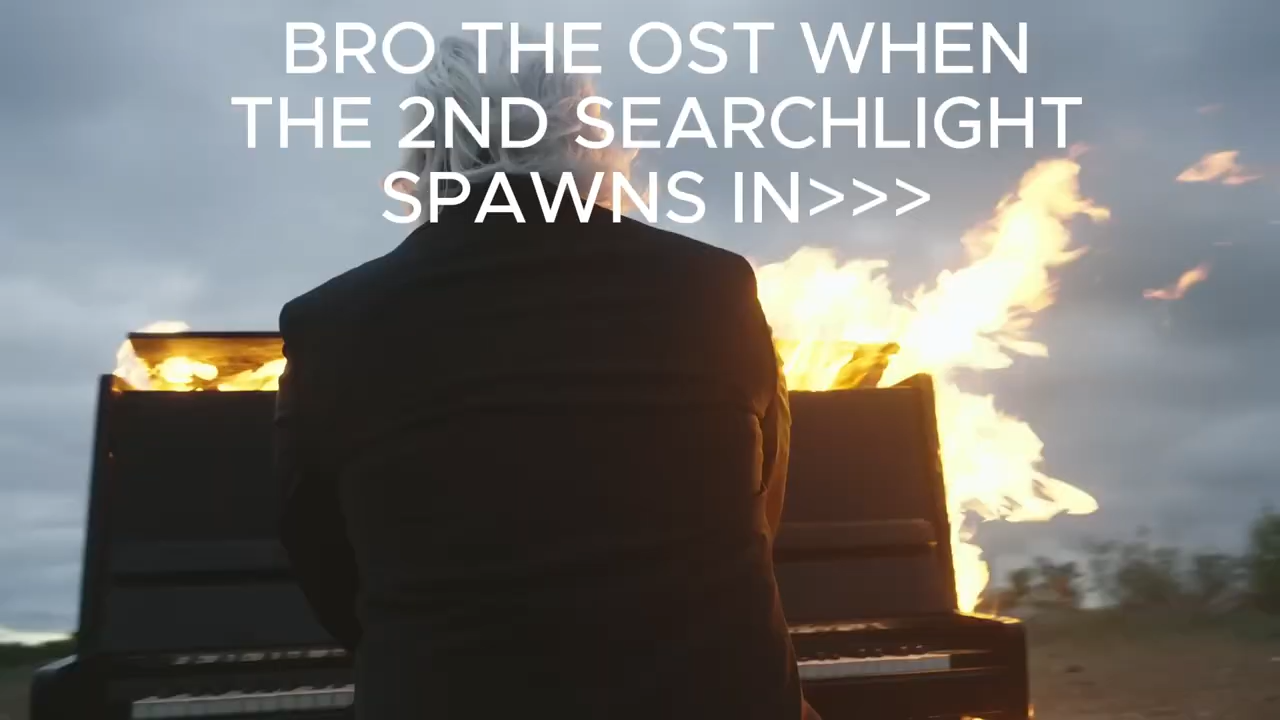 BRO THE OST WHEN
THE 2ND SEARCHLIGHT
SPAWNS IN>>>